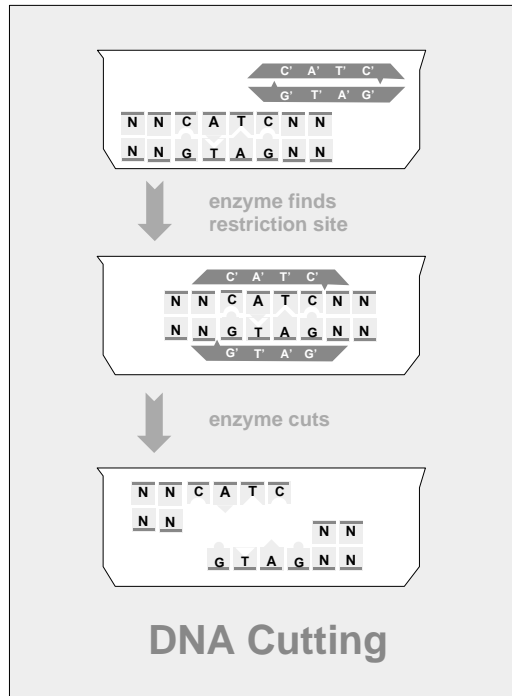 C' A' T' C'
G' T' A' G'
N N C A T C N N
N N G T A G N N
enzyme finds
restriction site
C' A' T' C'
N N C A T C N N
N N G T A G N N
G' T' A' G'
enzyme cuts
N N C A T C
N N
N N
G T A G N N
DNA Cutting